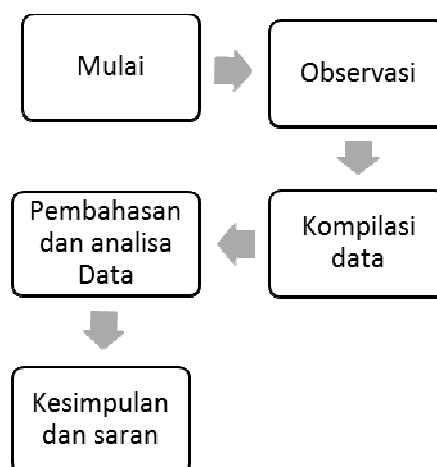 Mulai
Observasi
Kompilasi
data
Pembahasan
dan analisa
Data
Kesimpulan
dan saran